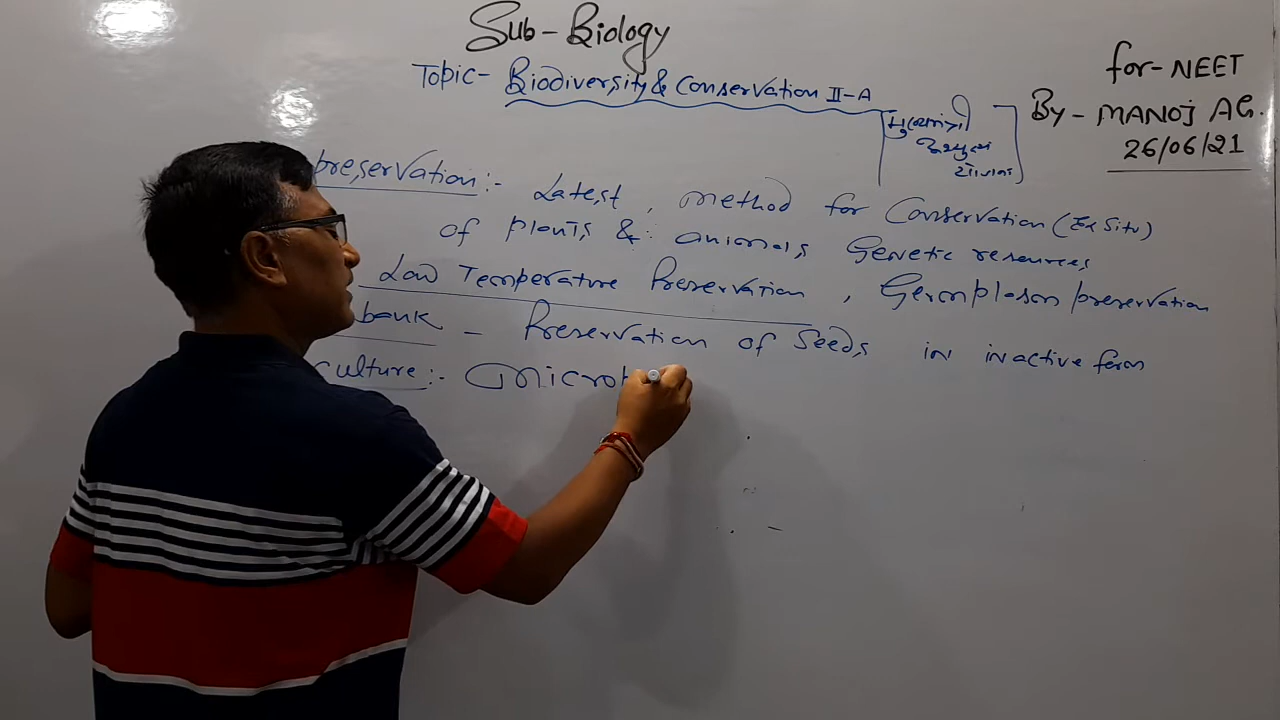 Sub- Biology
Topic- Biodiversity & Conservation II-A
for- NEET
By - MANOJ AG.
26/06/21
preservation :- Latest, method for Conservation (Ex Situ)
of plants & animals Genetic resources,
Low Temperature Preservation, Germplasm preservation
bank - Preservation of Seeds in inactive form
culture :- Micro